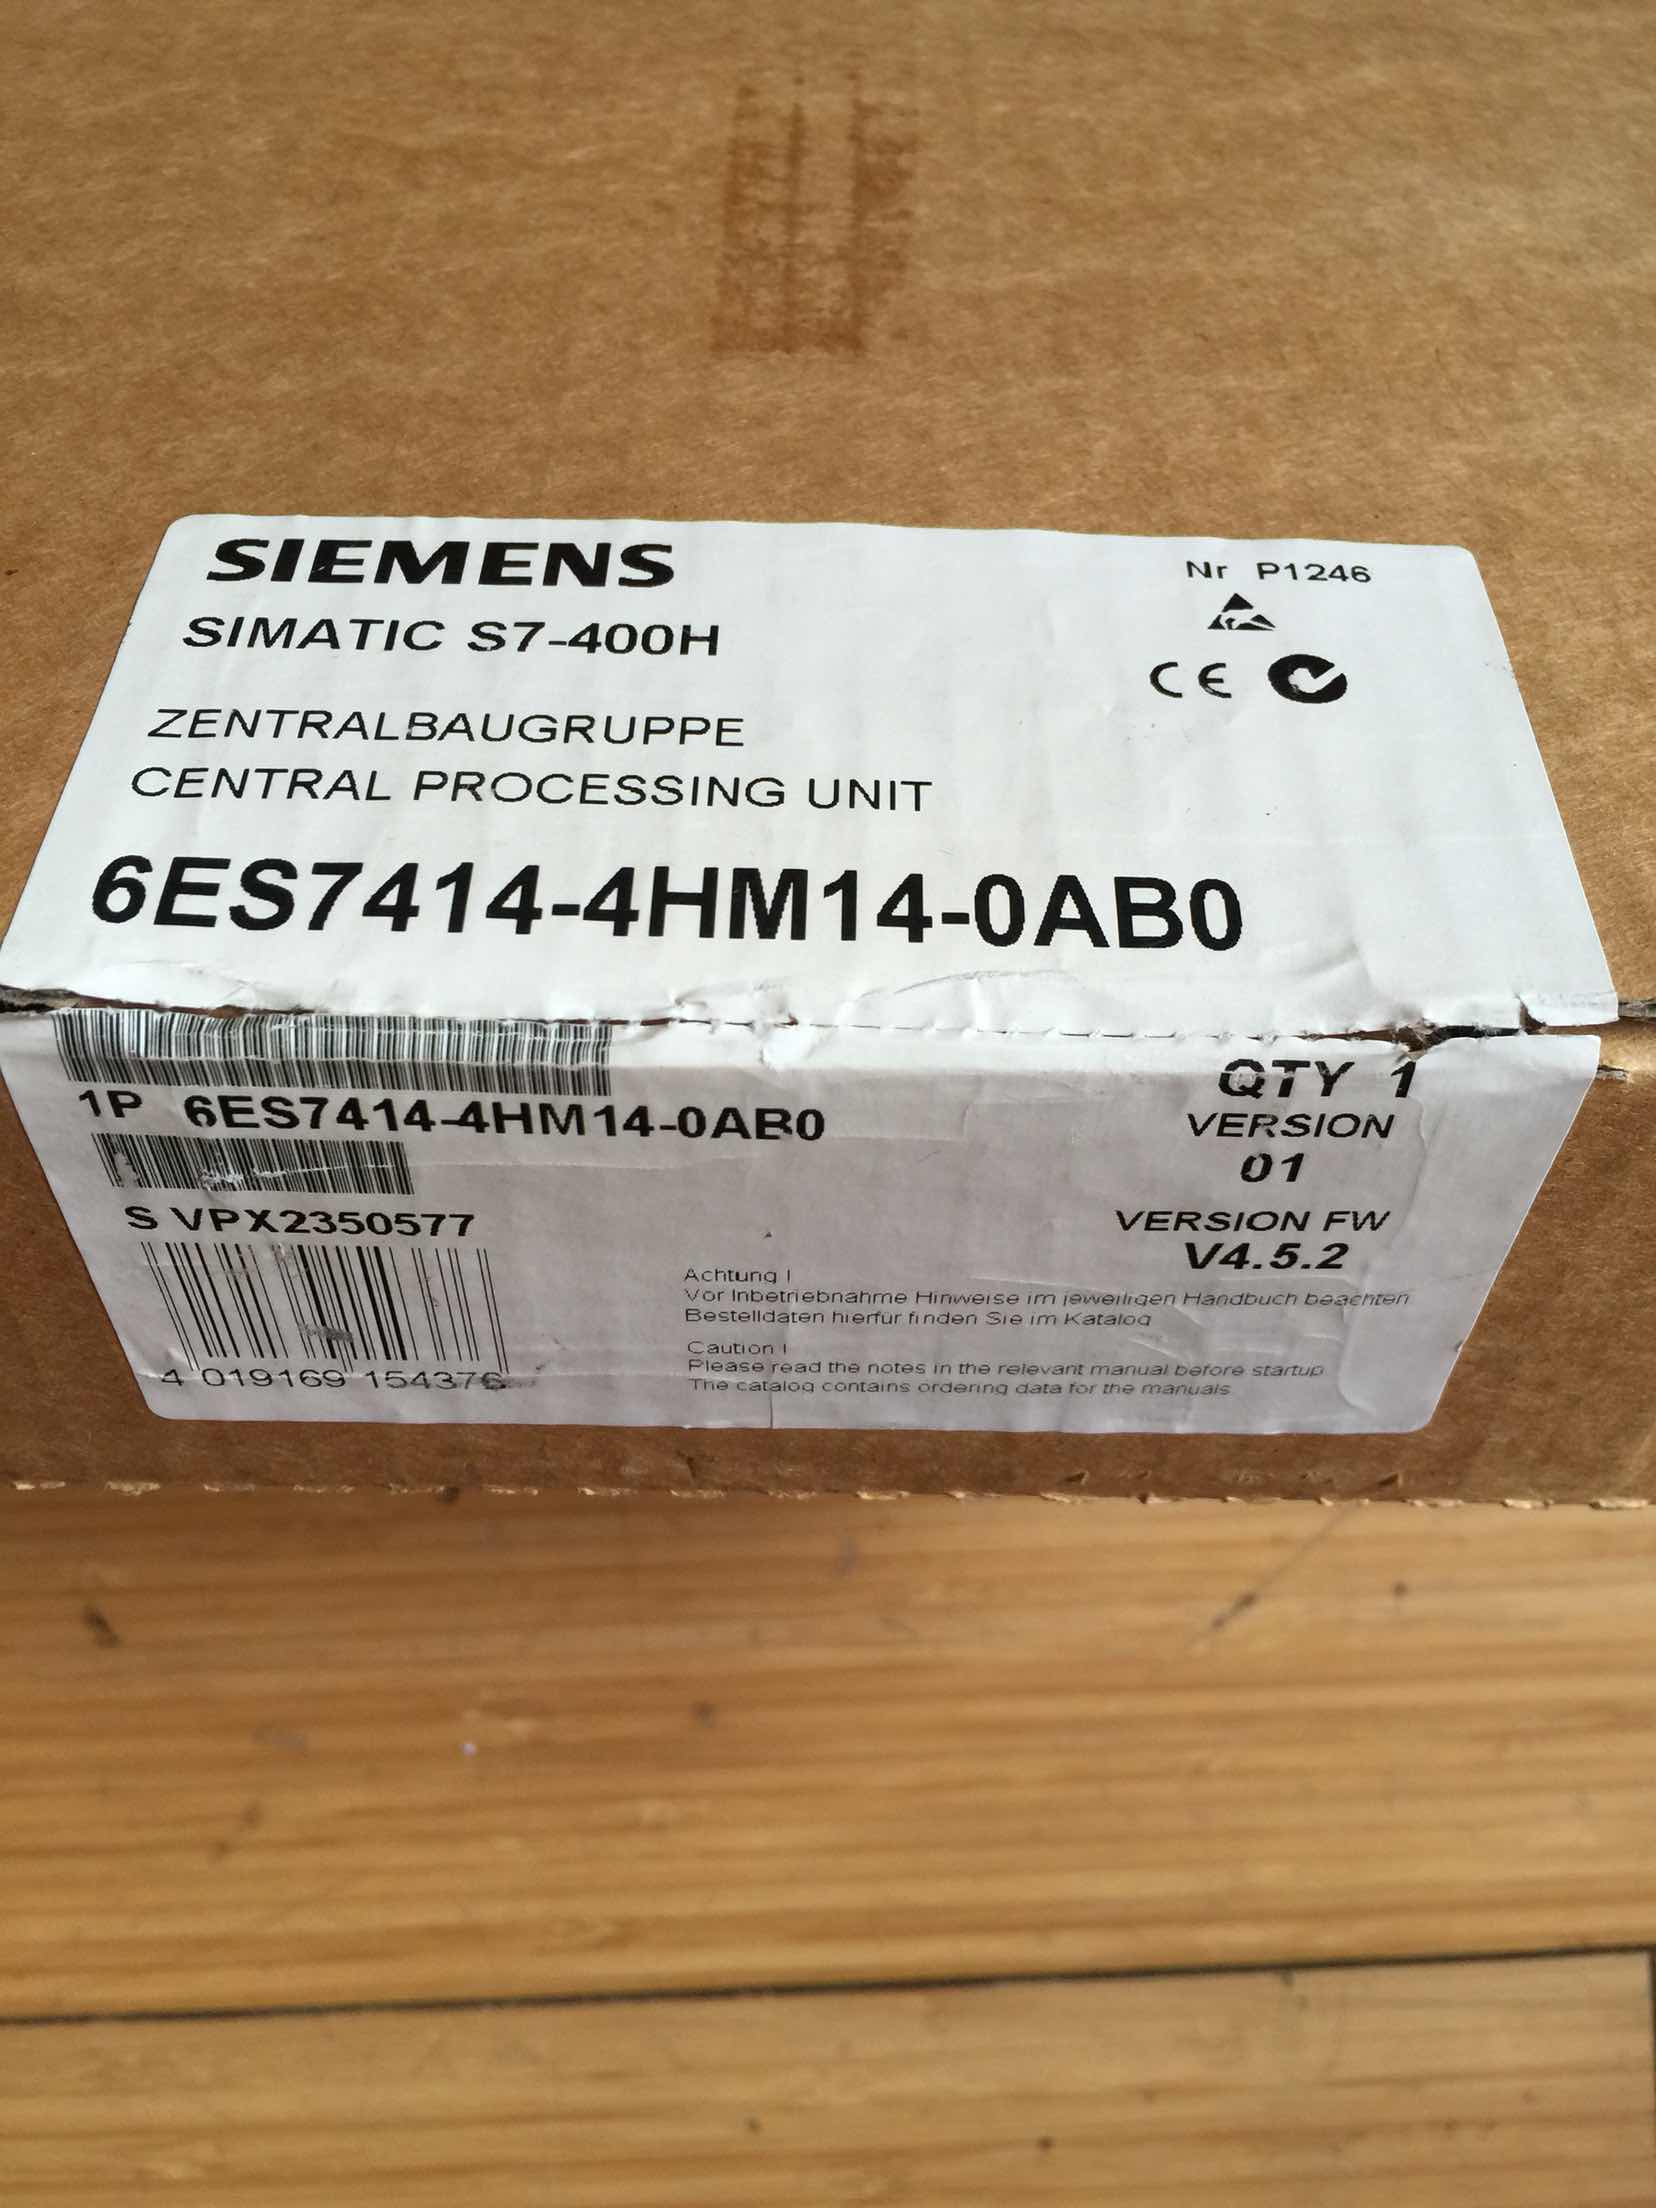 SIEMENS
Nr P1246
SIMATIC S7-400H
CE
ZENTRALBAUGRUPPE
CENTRAL PROCESSING UNIT
6ES7414-4HM14-0AB0
QTY 1
1P 6ES7414-4HM14-0AB0
VERSION
01
S VPX2350577
VERSION FW
V4.5.2
Achtung !
Vor Inbetriebnahme Hinweise im jeweiligen Handbuch beachten
Bestelldaten hierfür finden Sie im Katalog
Caution !
Please read the notes in the relevant manual before startup
The catalog contains ordering data for the manuals
4 019169 154376